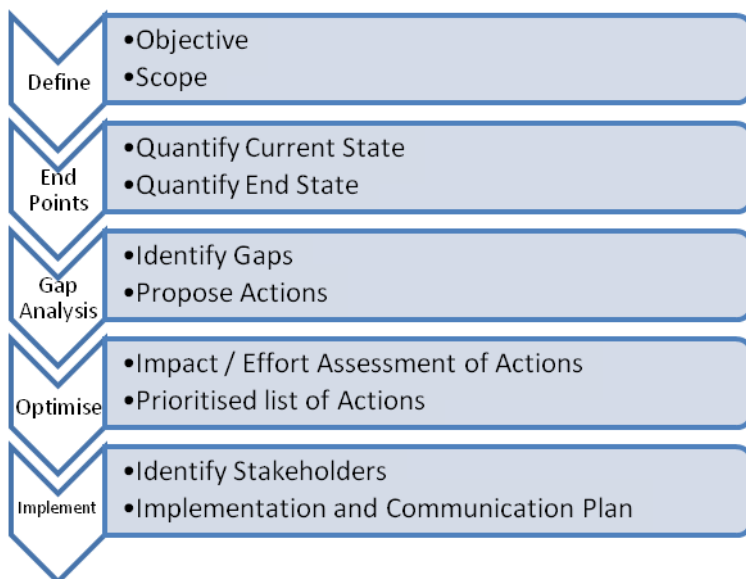 Define
•Objective
•Scope
End
Points
•Quantify Current State
•Quantify End State
Gap
Analysis
•Identify Gaps
•Propose Actions
Optimise
•Impact / Effort Assessment of Actions
•Prioritised list of Actions
Implement
•Identify Stakeholders
•Implementation and Communication Plan